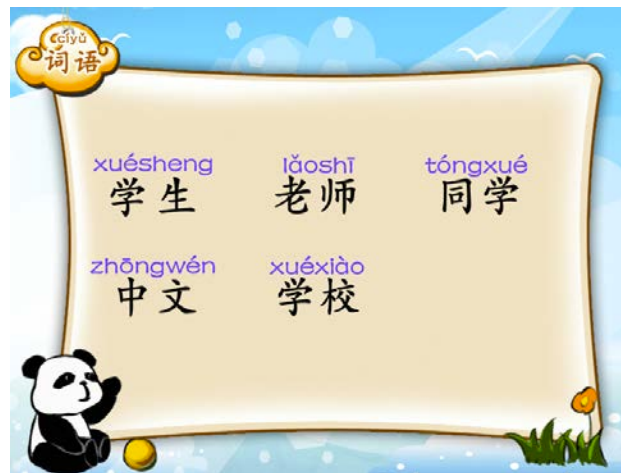 cíyǔ
词语
xuésheng lǎoshī tóngxué
学生 老师 同学
zhōngwén xuéxiào
中文 学校